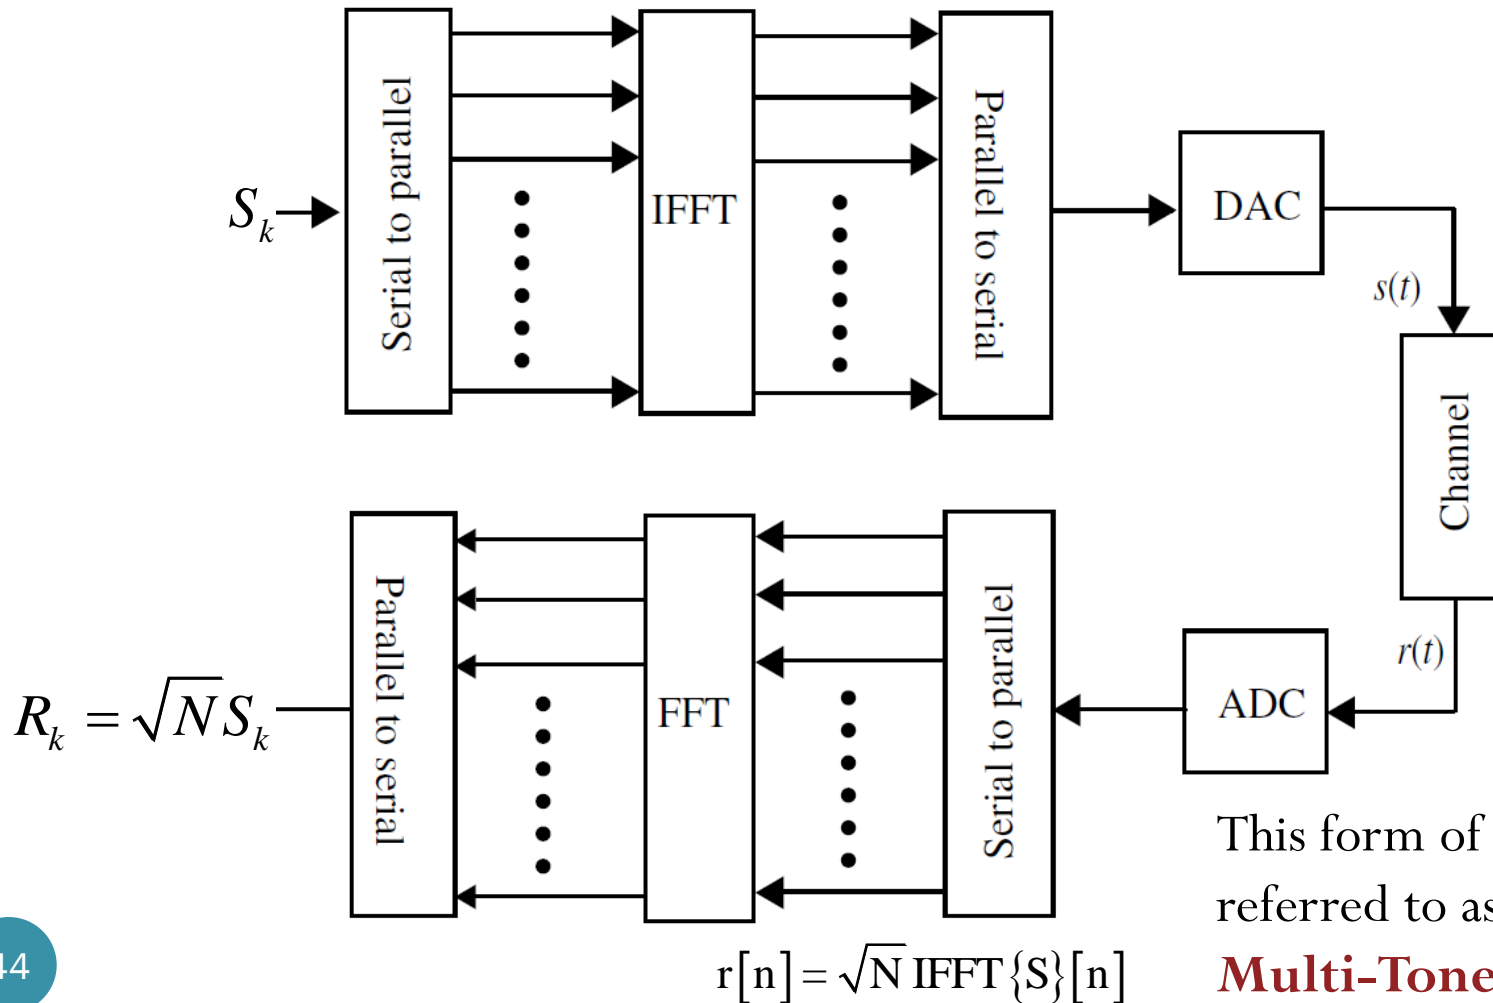 Serial to parallel
IFFT
Parallel to serial
DAC
S_k
s(t)
Channel
Parallel to serial
FFT
Serial to parallel
ADC
r(t)
R_k = √N S_k
This form of
referred to as
Multi-Tone
44
r[n] = √N IFFT{S}[n]